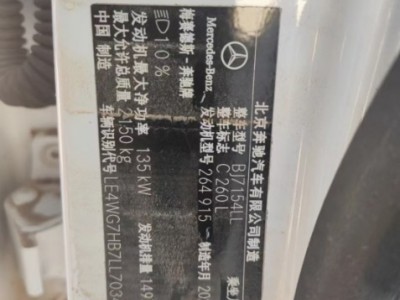 北京奔驰汽车有限公司制造
Mercedes-Benz
梅赛德斯-奔驰牌
整车型号 BJ7154LL
整车标志 C 260 L
发动机型号 264 915
制造年月 20
乘
10%
发动机最大净功率 135 kW
发动机排量 149
最大允许总质量 2150 kg
车辆识别代号 LE4WG7HB7LL703
中国 制造